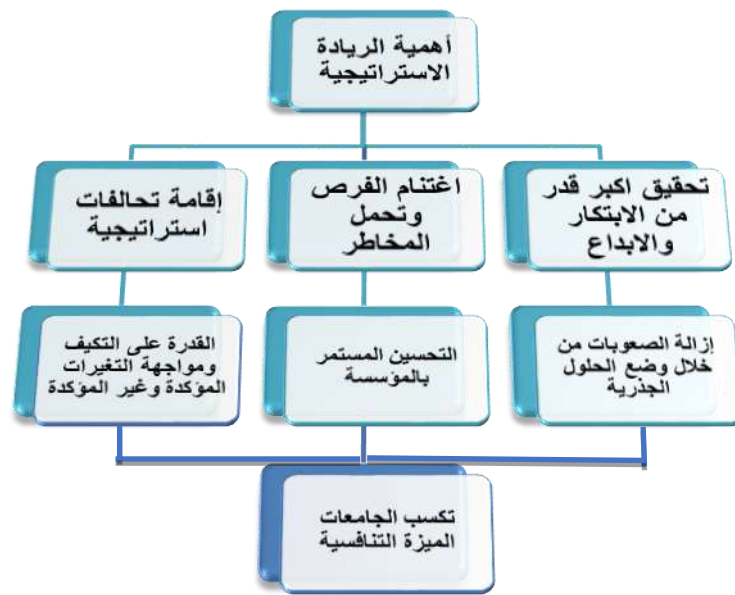 أهمية الريادة
الاستراتيجية
تحقيق اكبر قدر
من الابتكار
والابداع
اغتنام الفرص
وتحمل
المخاطر
إقامة تحالفات
استراتيجية
إزالة الصعوبات من
خلال وضع الحلول
الجذرية
التحسين المستمر
بالمؤسسة
القدرة على التكيف
ومواجهة التغيرات
المؤكدة وغير المؤكدة
تكسب الجامعات
الميزة التنافسية